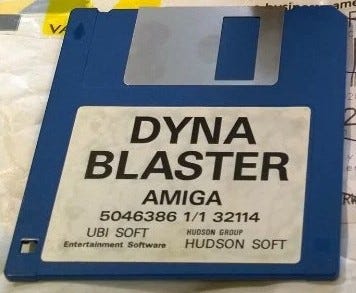 DYNA
BLASTER
AMIGA
5046386 1/1 32114
UBI SOFT HUDSON GROUP
Entertainment Software HUDSON SOFT